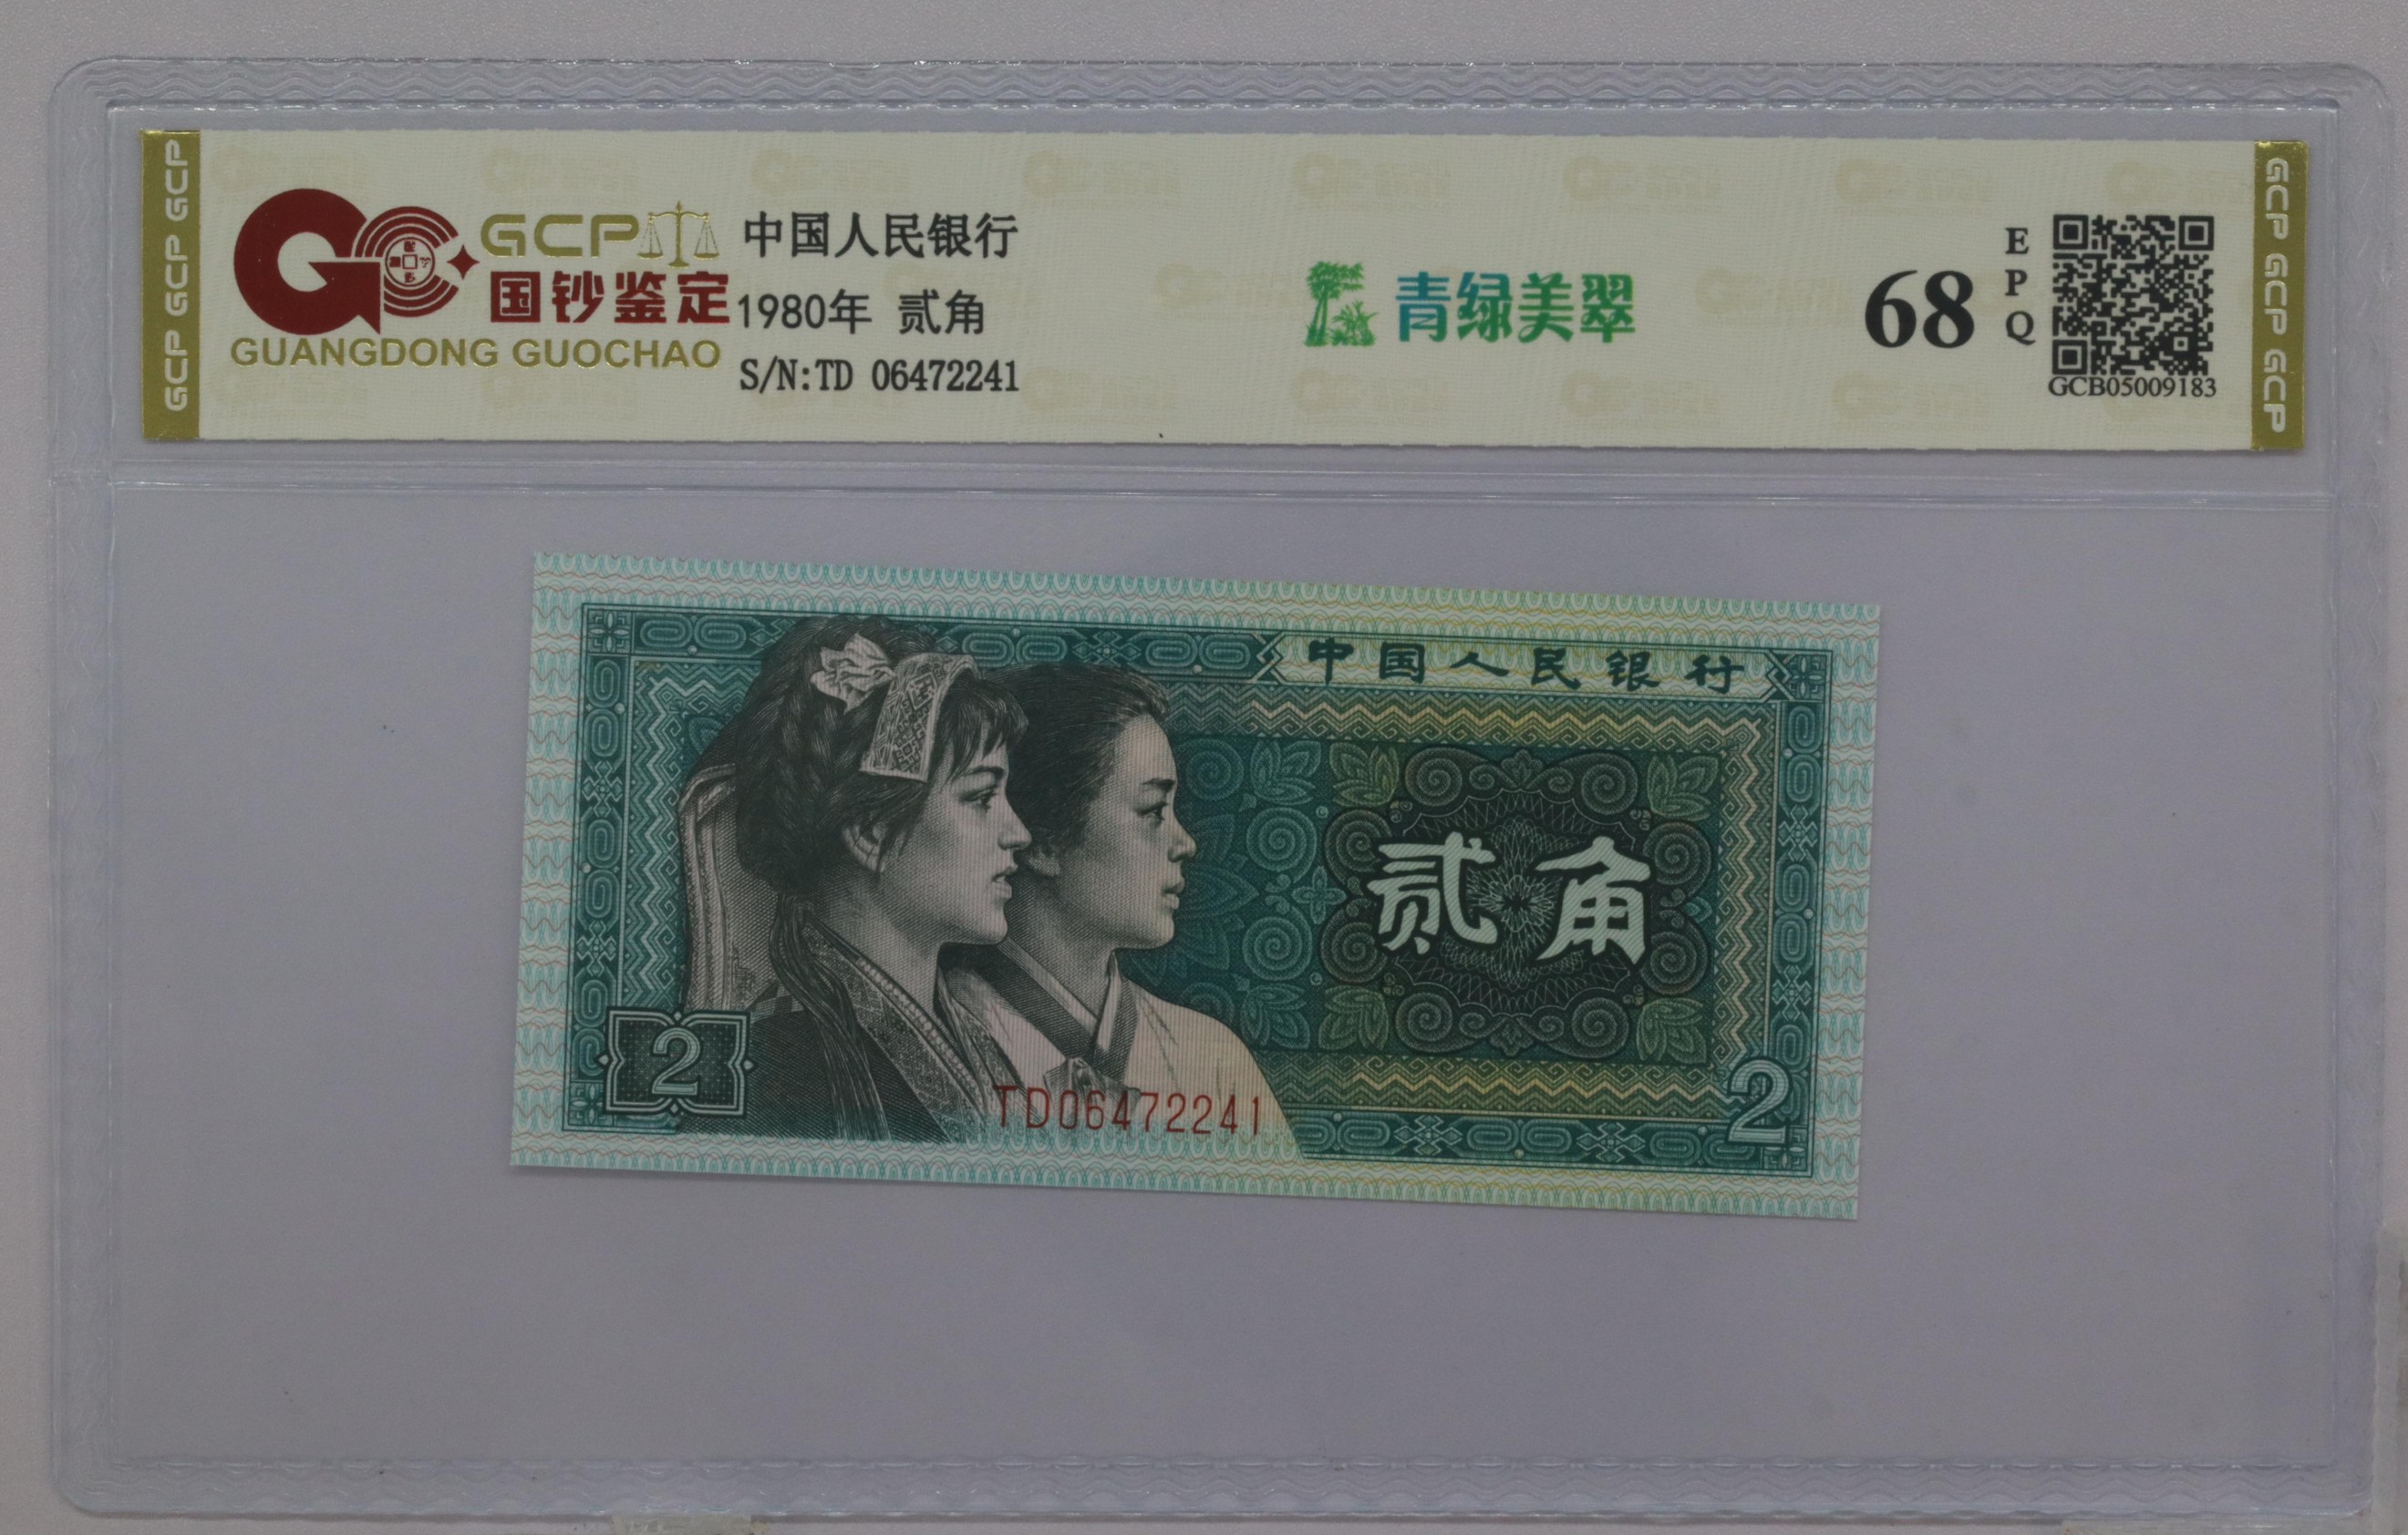 GCP GCP GCP
GCP
国钞鉴定
GUANGDONG GUOCHAO
中国人民银行
1980年 贰角
S/N:TD 06472241
青绿美翠
68
EPQ
GCB05009183
GCP GCP GCP
中国人民银行
贰角
2
TD06472241
2